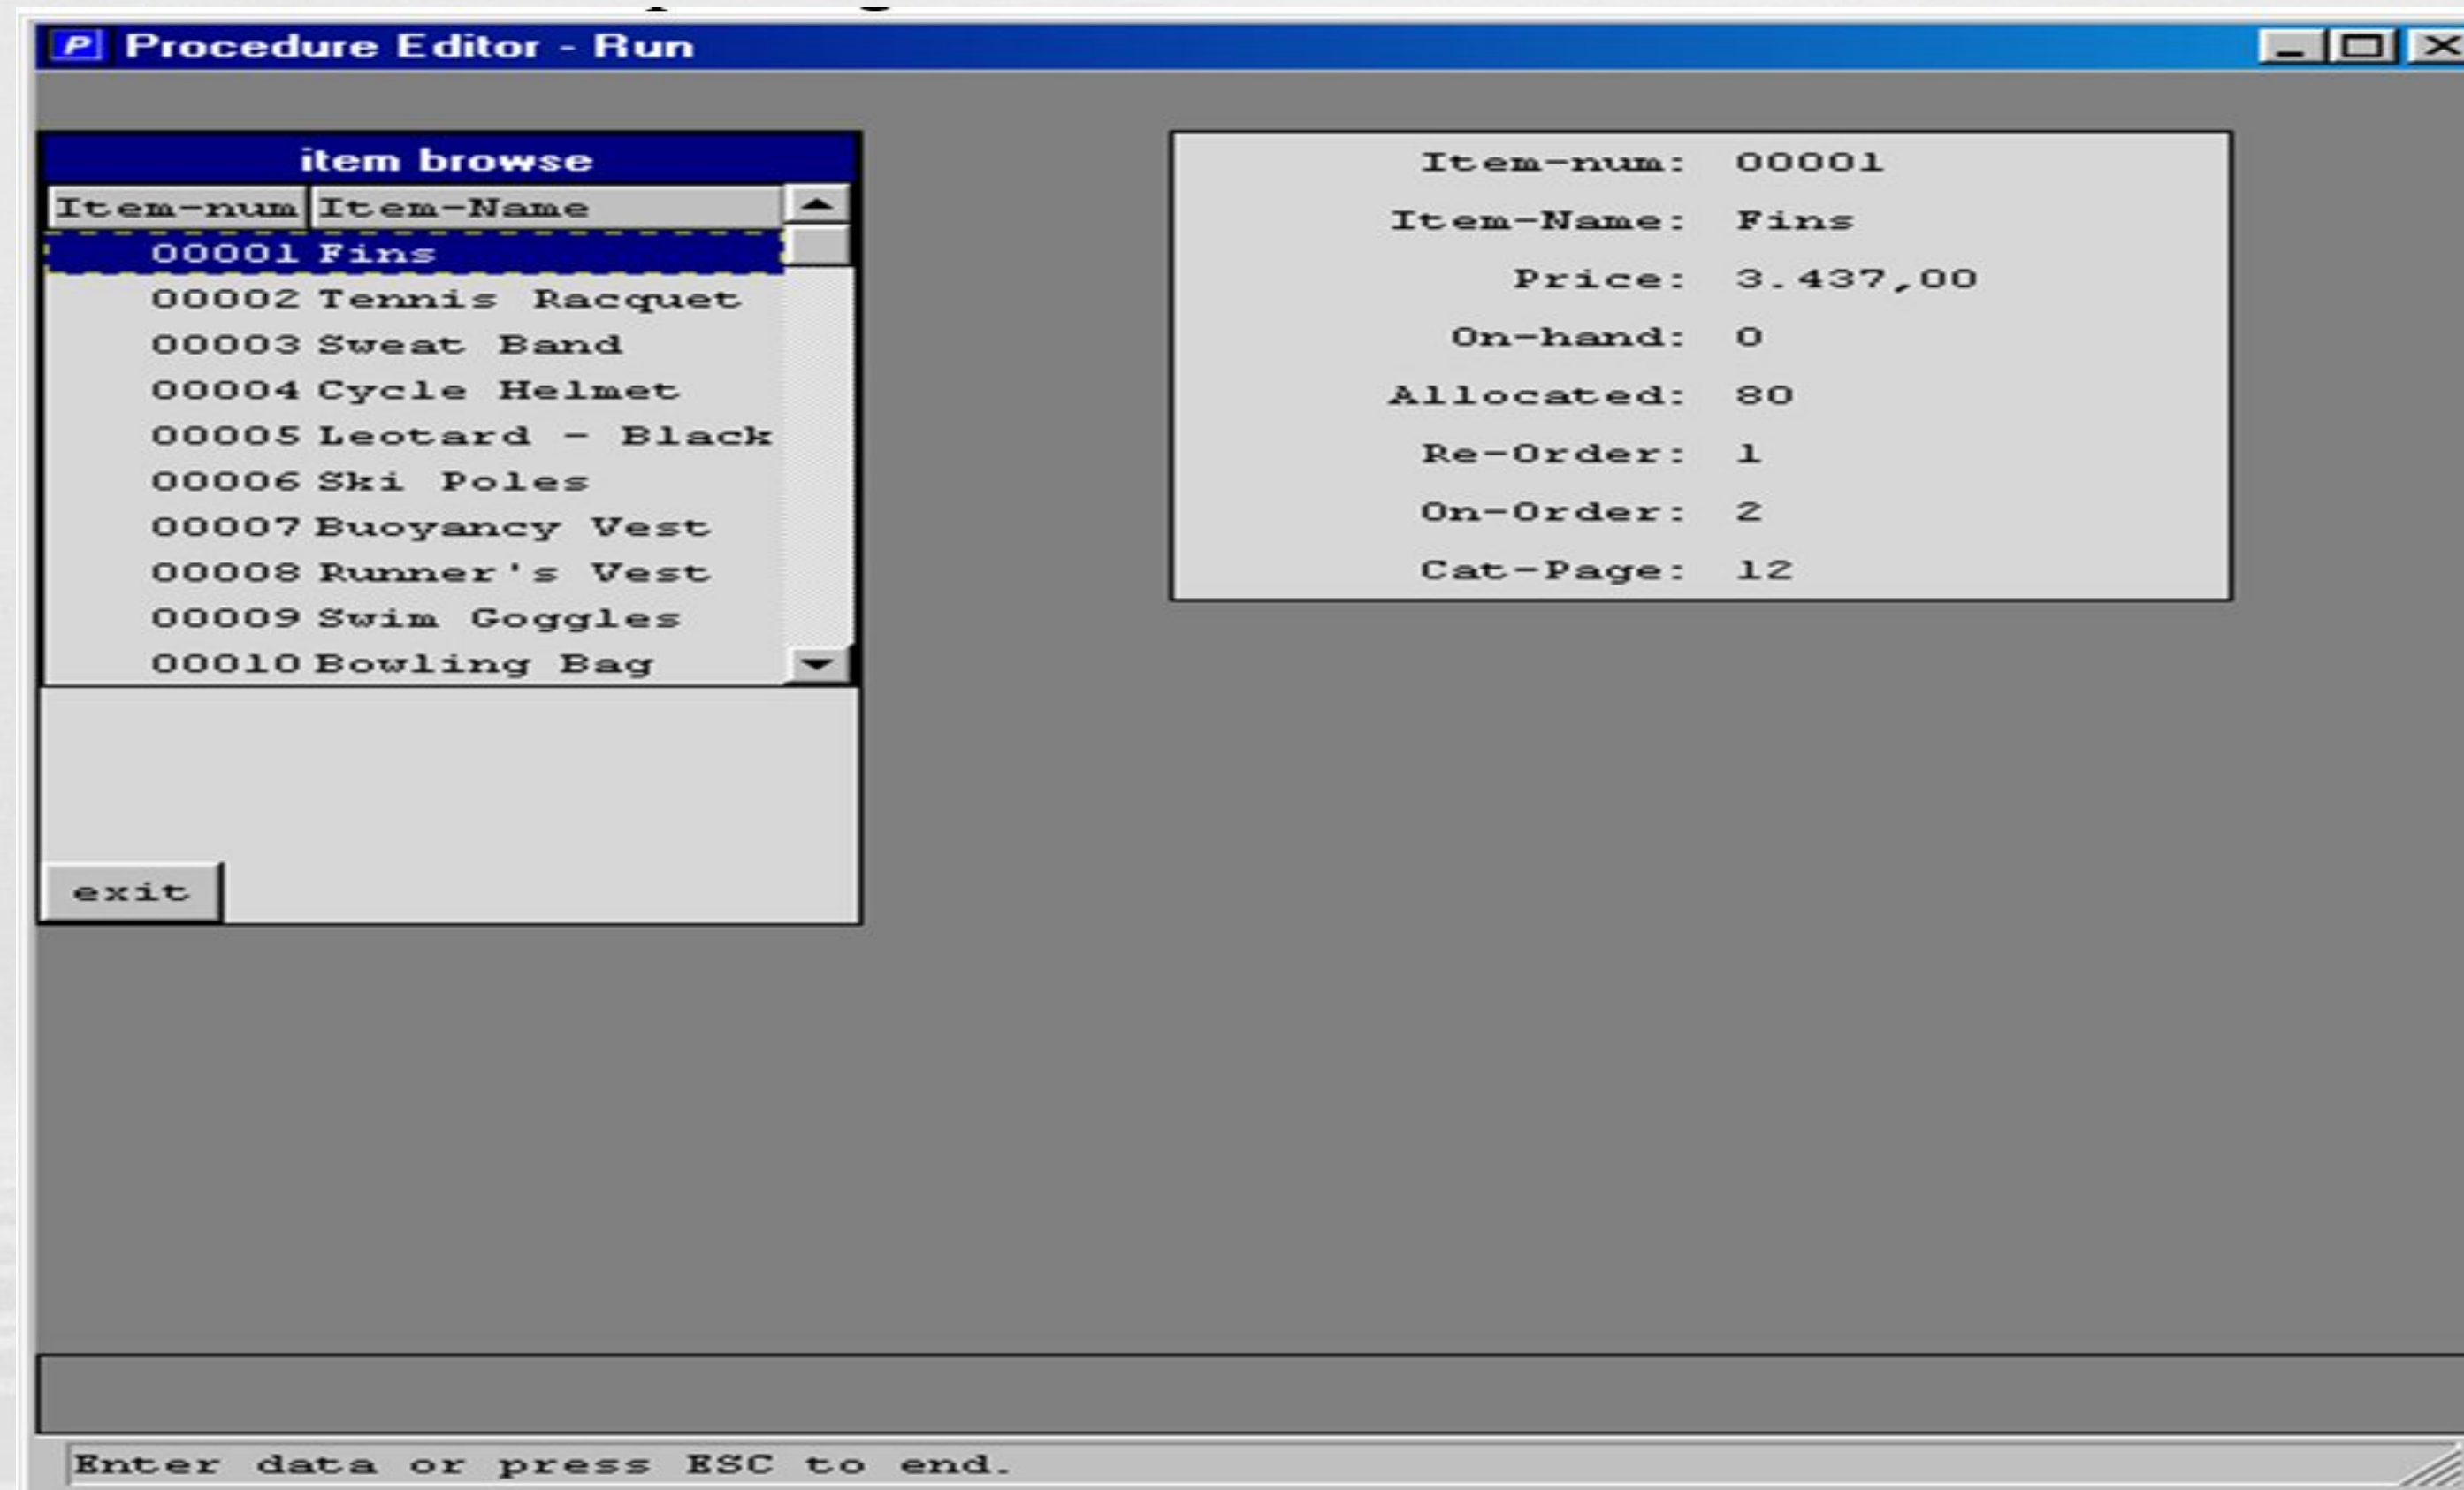 Procedure Editor - Run
item browse
Item-num Item-Name
00001 Fins
00002 Tennis Racquet
00003 Sweat Band
00004 Cycle Helmet
00005 Leotard - Black
00006 Ski Poles
00007 Buoyancy Vest
00008 Runner's Vest
00009 Swim Goggles
00010 Bowling Bag
exit
Item-num: 00001
Item-Name: Fins
Price: 3.437,00
On-hand: 0
Allocated: 80
Re-Order: 1
On-Order: 2
Cat-Page: 12
Enter data or press ESC to end.